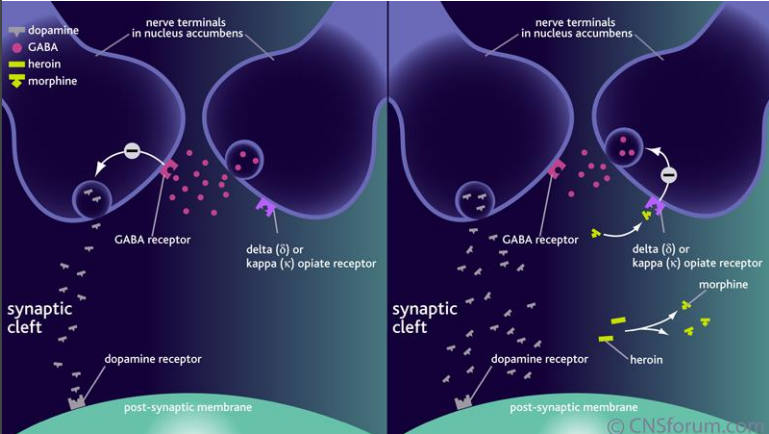 dopamine
GABA
heroin
morphine
nerve terminals
in nucleus accumbens
GABA receptor
delta (δ) or
kappa (κ) opiate receptor
synaptic
cleft
dopamine receptor
post-synaptic membrane
nerve terminals
in nucleus accumbens
GABA receptor
delta (δ) or
kappa (κ) opiate receptor
morphine
synaptic
cleft
dopamine receptor
heroin
post-synaptic membrane
© CNSforum.com